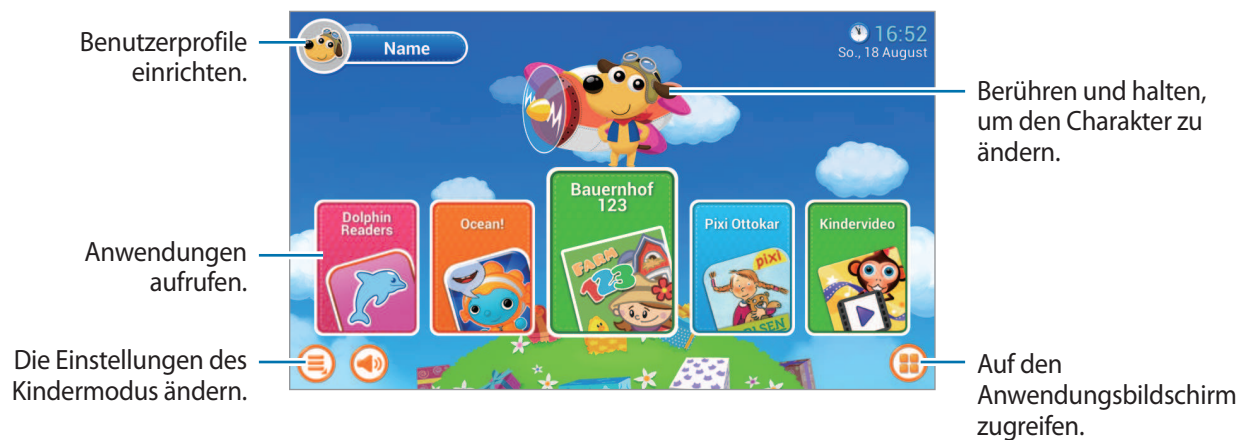 Benutzerprofile
einrichten.
Name
16:52
So., 18 August
Berühren und halten,
um den Charakter zu
ändern.
Anwendungen
aufrufen.
Dolphin
Readers
Ocean!
Bauernhof
123
FARM
123
Pixi Ottokar
pixi
Kindervideo
Die Einstellungen des
Kindermodus ändern.
Auf den
Anwendungsbildschirm
zugreifen.